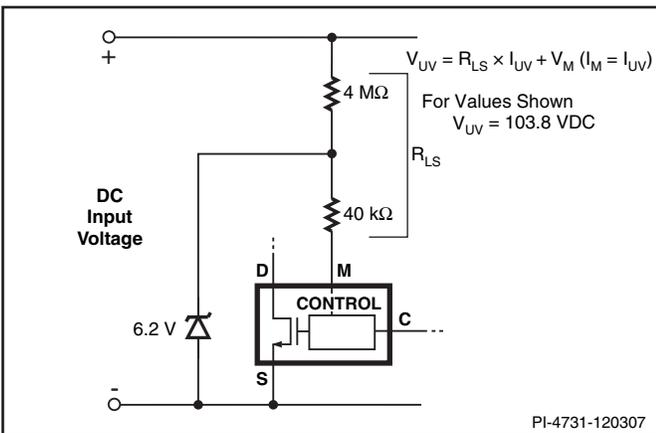 +
V_UV = R_LS × I_UV + V_M (I_M = I_UV)
4 MΩ
For Values Shown
V_UV = 103.8 VDC
R_LS
DC
Input
Voltage
40 kΩ
D
M
CONTROL
C
6.2 V
S
-
PI-4731-120307